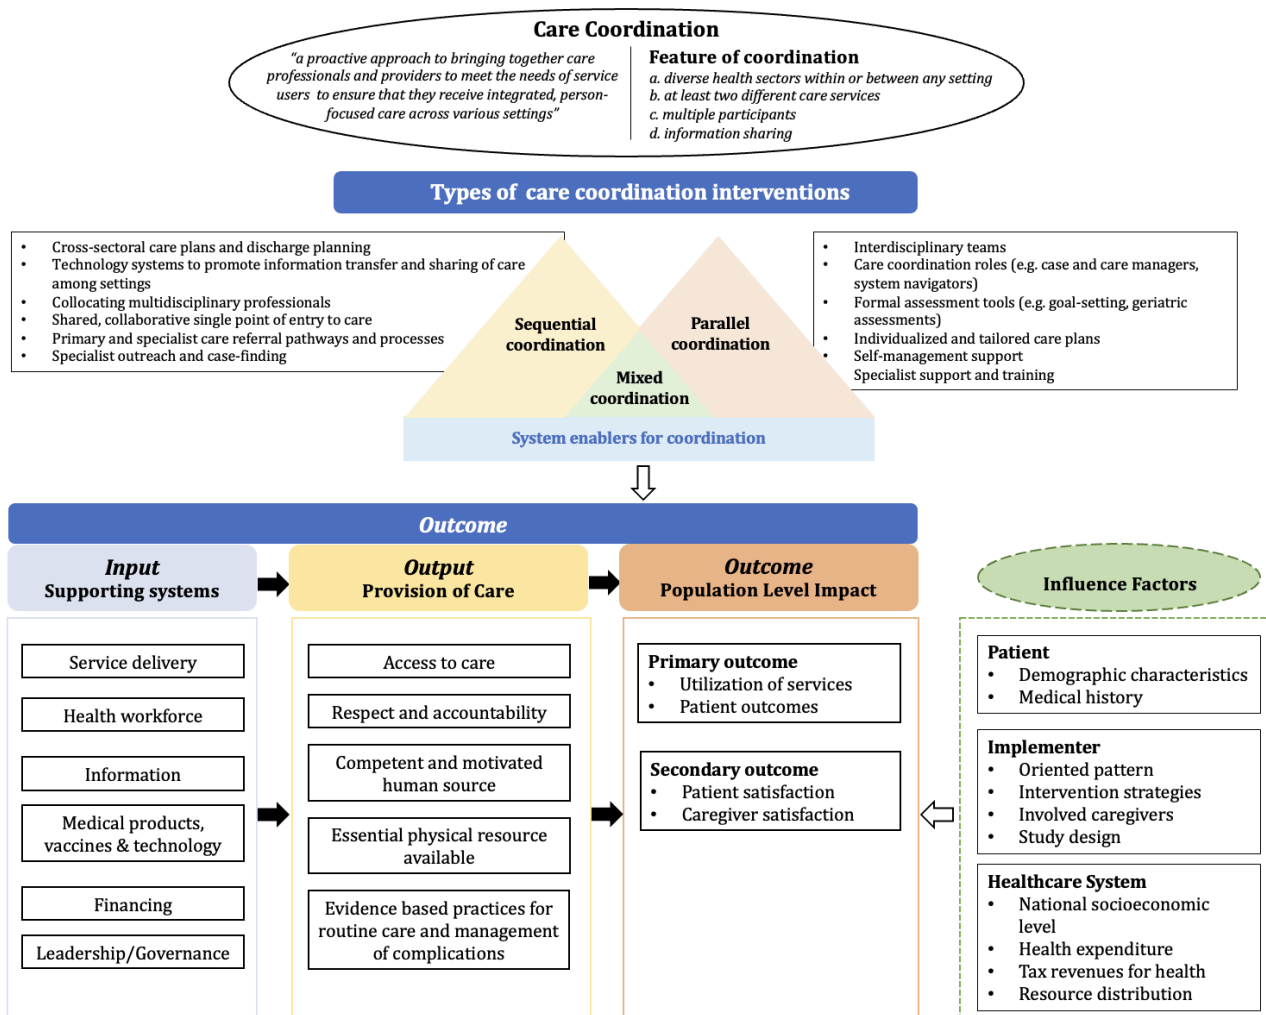 Care Coordination
“a proactive approach to bringing together care
professionals and providers to meet the needs of service
users to ensure that they receive integrated, person-
focused care across various settings”
Feature of coordination
a. diverse health sectors within or between any setting
b. at least two different care services
c. multiple participants
d. information sharing
Types of care coordination interventions
• Cross-sectoral care plans and discharge planning
• Technology systems to promote information transfer and sharing of care
among settings
• Collocating multidisciplinary professionals
• Shared, collaborative single point of entry to care
• Primary and specialist care referral pathways and processes
• Specialist outreach and case-finding
Sequential
coordination
Parallel
coordination
Mixed
coordination
• Interdisciplinary teams
• Care coordination roles (e.g. case and care managers,
system navigators)
• Formal assessment tools (e.g. goal-setting, geriatric
assessments)
• Individualized and tailored care plans
• Self-management support
Specialist support and training
System enablers for coordination
Outcome
Input
Supporting systems
Service delivery
Health workforce
Information
Medical products,
vaccines & technology
Financing
Leadership/Governance
Output
Provision of Care
Access to care
Respect and accountability
Competent and motivated
human source
Essential physical resource
available
Evidence based practices for
routine care and management
of complications
Outcome
Population Level Impact
Primary outcome
• Utilization of services
• Patient outcomes
Secondary outcome
• Patient satisfaction
• Caregiver satisfaction
Influence Factors
Patient
• Demographic characteristics
• Medical history
Implementer
• Oriented pattern
• Intervention strategies
• Involved caregivers
• Study design
Healthcare System
• National socioeconomic
level
• Health expenditure
• Tax revenues for health
• Resource distribution